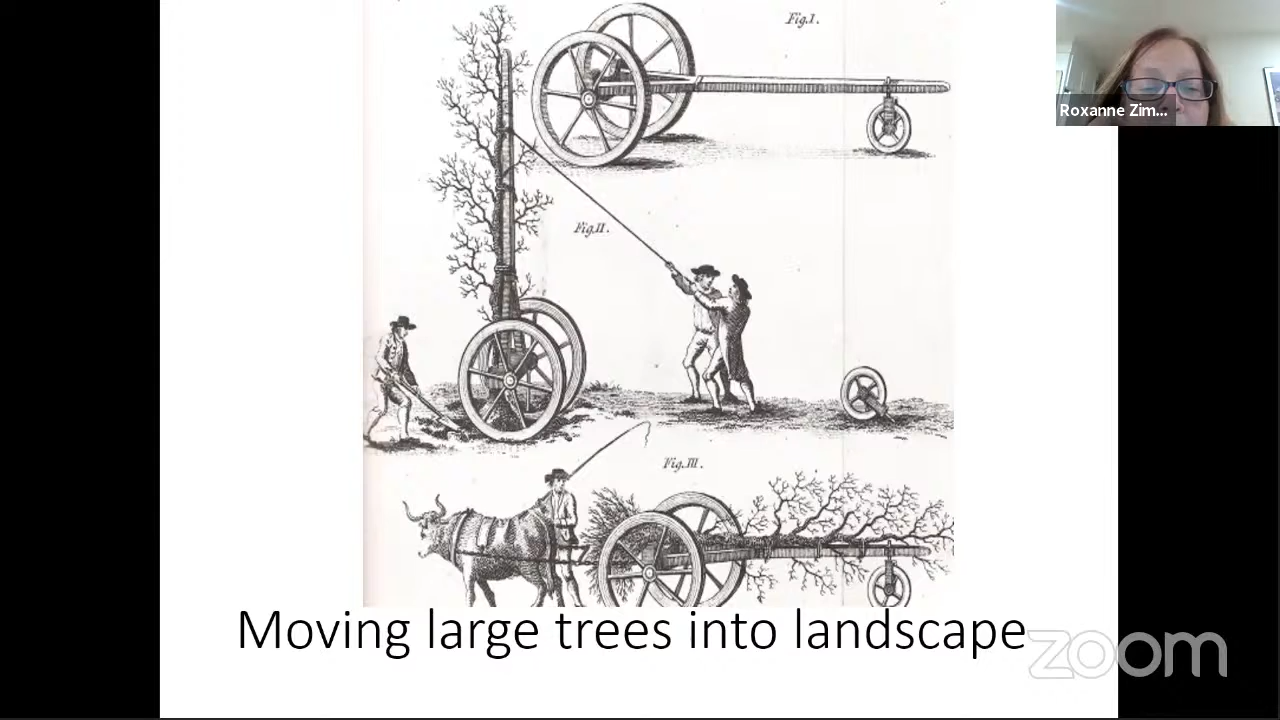 Fig.I.
Roxanne Zim...
Fig.II.
Fig.III.
Moving large trees into landscape
zoom